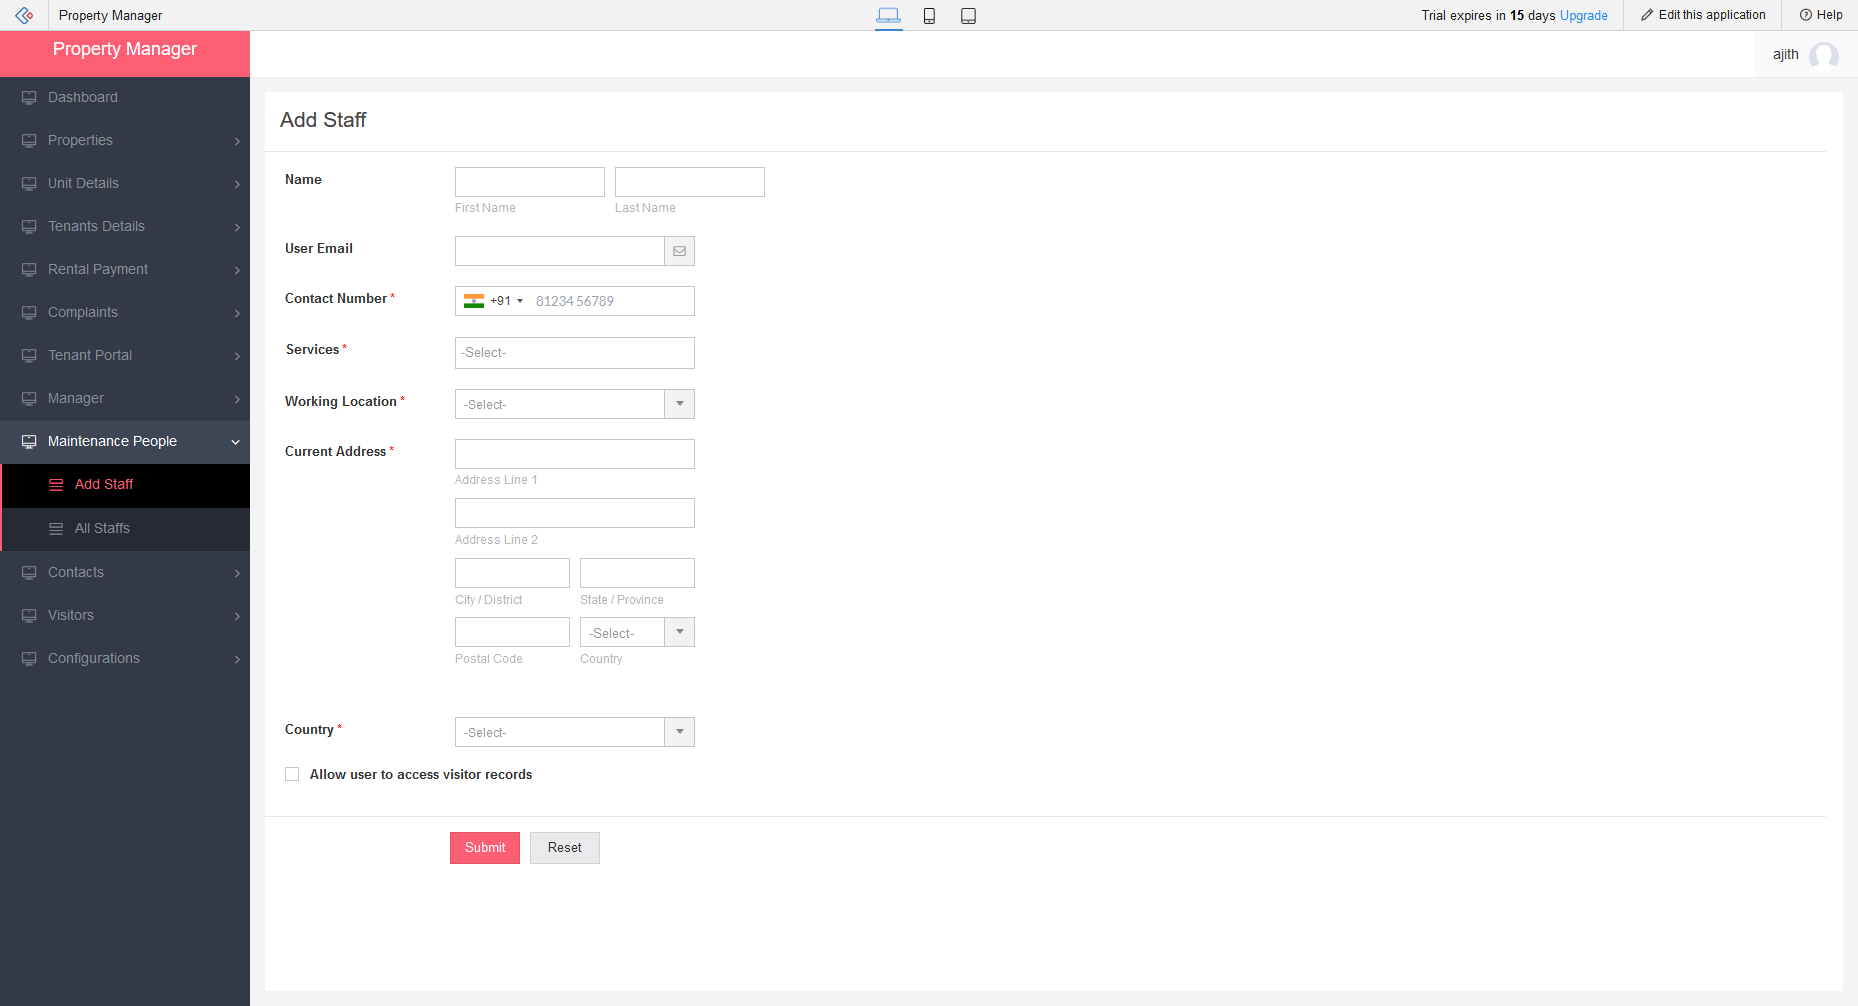 Property Manager
Trial expires in 15 days Upgrade
Edit this application
Help
Property Manager
ajith
Dashboard
Properties
Unit Details
Tenants Details
Rental Payment
Complaints
Tenant Portal
Manager
Maintenance People
Add Staff
All Staffs
Contacts
Visitors
Configurations
Add Staff
Name
First Name
Last Name
User Email
Contact Number *
+91 81234 56789
Services *
-Select-
Working Location *
-Select-
Current Address *
Address Line 1
Address Line 2
City / District
State / Province
-Select-
Postal Code
Country
Country *
-Select-
Allow user to access visitor records
Submit
Reset